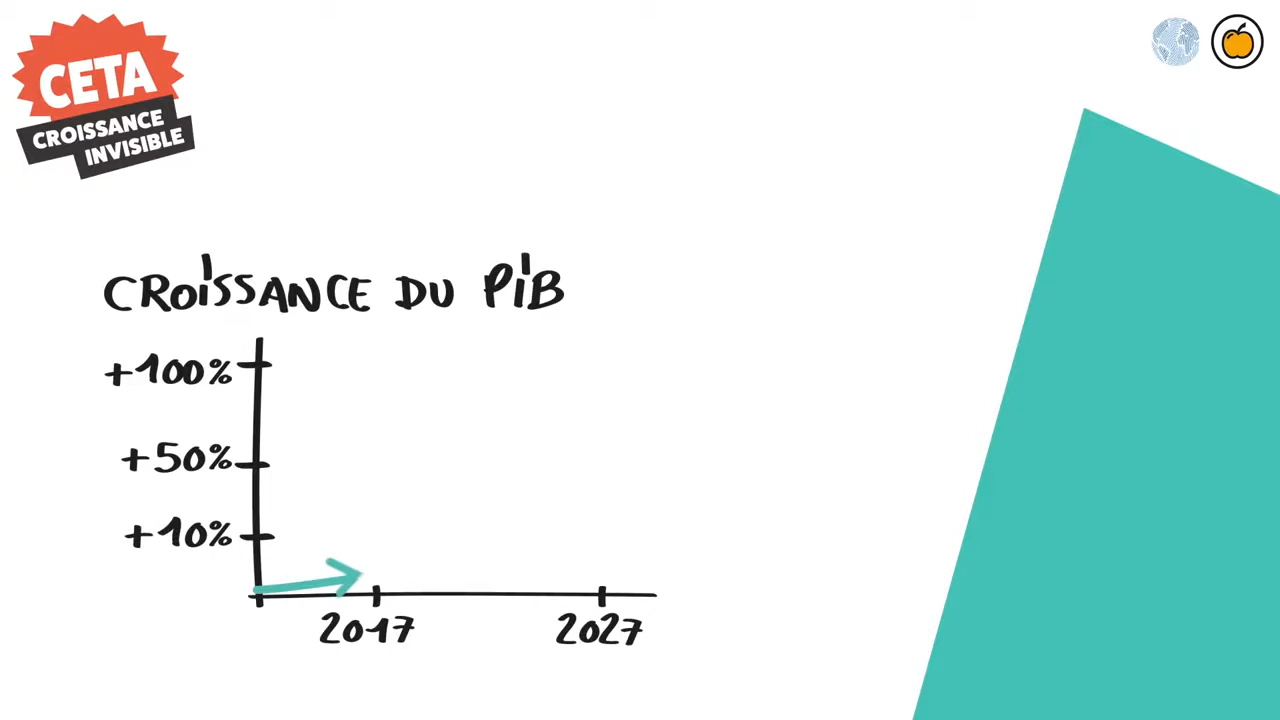 CETA
CROISSANCE
INVISIBLE
CROISSANCE DU PIB
+100%
+50%
+10%
2017
2027